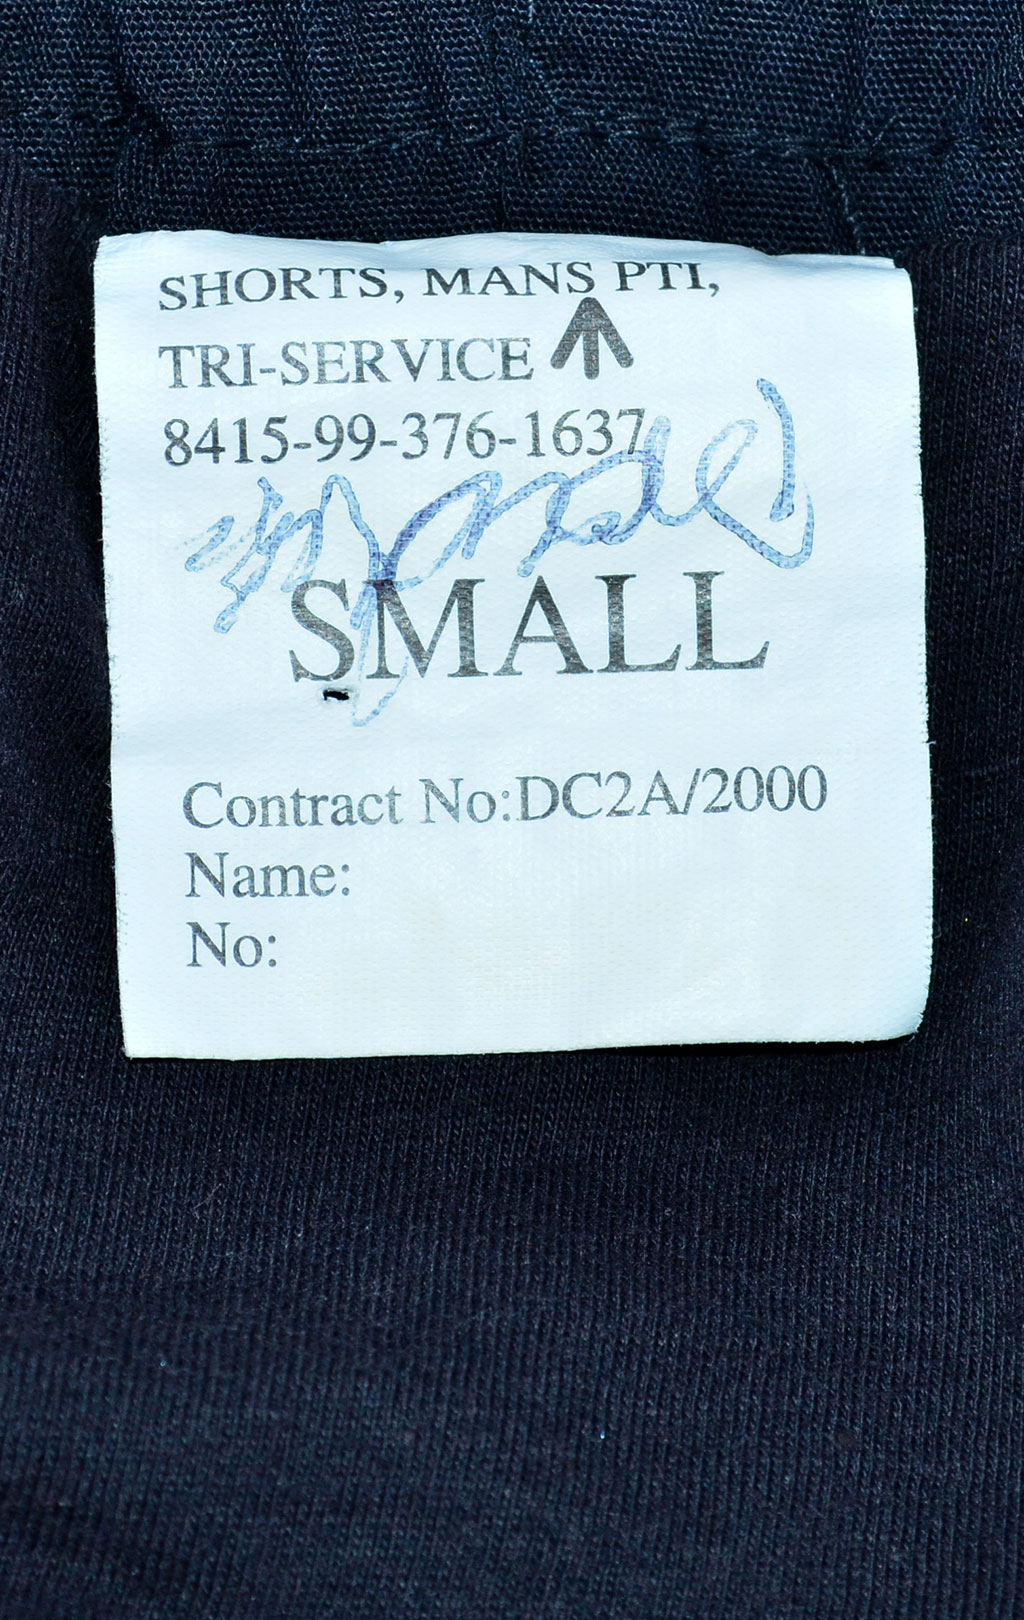 SHORTS, MANS PTI,
TRI-SERVICE
8415-99-376-1637
SMALL
Contract No:DC2A/2000
Name:
No: